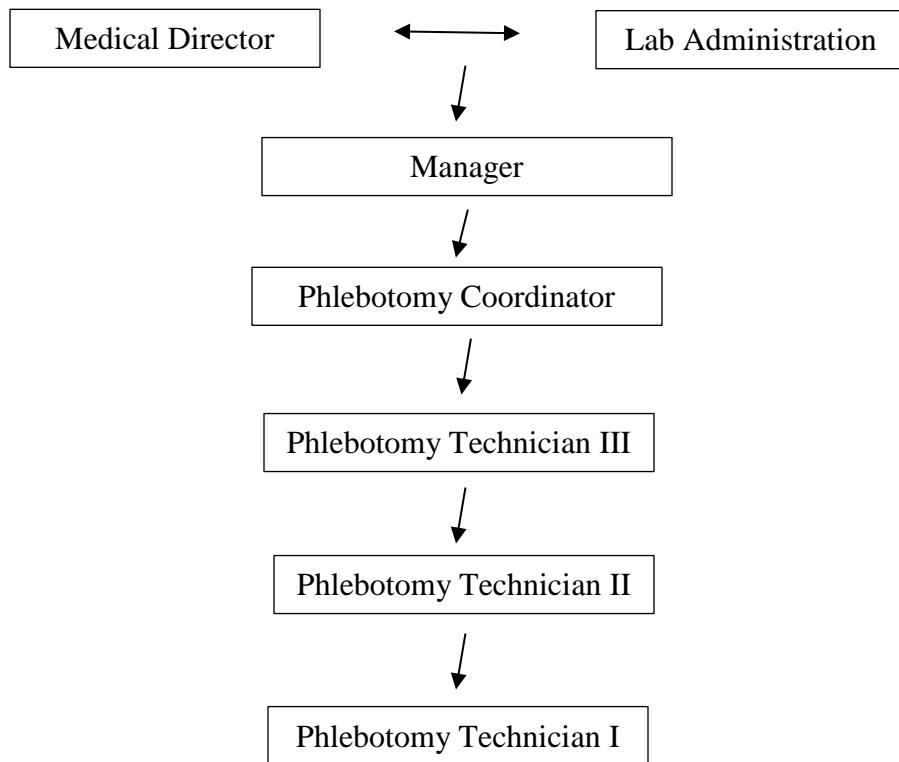 Medical Director
Lab Administration
Manager
Phlebotomy Coordinator
Phlebotomy Technician III
Phlebotomy Technician II
Phlebotomy Technician I